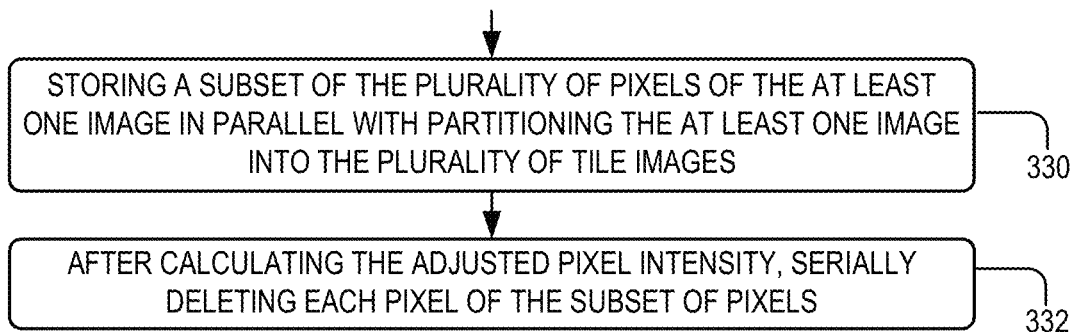 STORING A SUBSET OF THE PLURALITY OF PIXELS OF THE AT LEAST
ONE IMAGE IN PARALLEL WITH PARTITIONING THE AT LEAST ONE IMAGE
INTO THE PLURALITY OF TILE IMAGES
330
AFTER CALCULATING THE ADJUSTED PIXEL INTENSITY, SERIALLY
DELETING EACH PIXEL OF THE SUBSET OF PIXELS
332